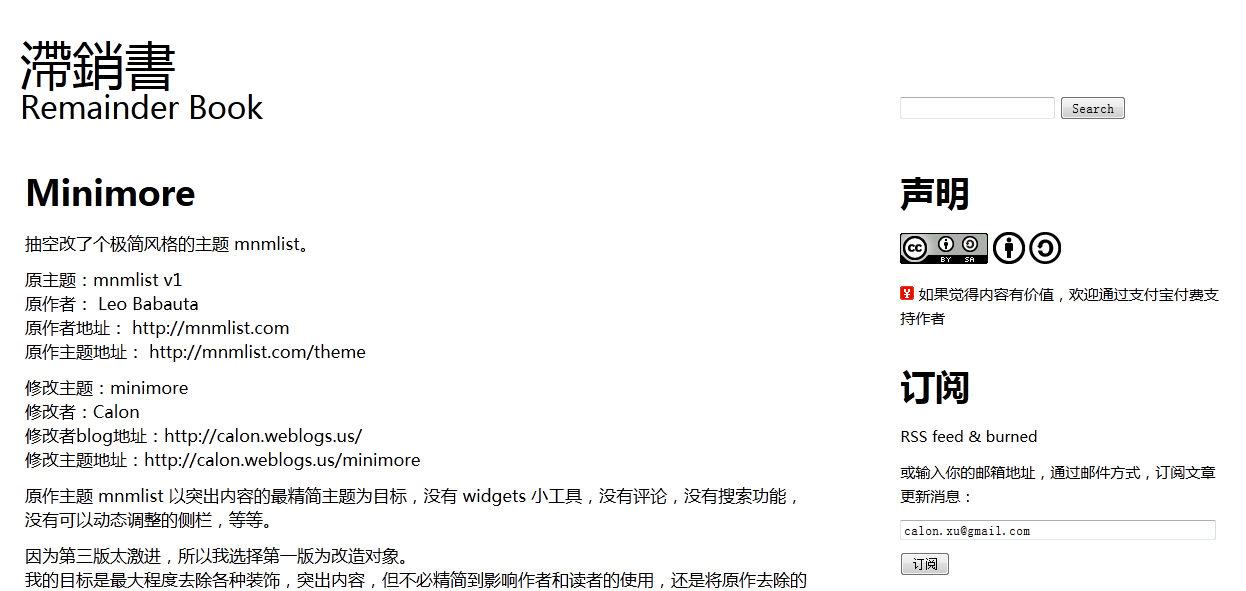 滯銷書
Remainder Book
Search
Minimore
抽空改了个极简风格的主题 mnmlist。
原主题：mnmlist v1
原作者： Leo Babauta
原作者地址： http://mnmlist.com
原作主题地址： http://mnmlist.com/theme
修改主题：minimore
修改者：Calon
修改者blog地址：http://calon.weblogs.us/
修改主题地址：http://calon.weblogs.us/minimore
原作主题 mnmlist 以突出内容的最精简主题为目标，没有 widgets 小工具，没有评论，没有搜索功能，
没有可以动态调整的侧栏，等等。
因为第三版太激进，所以我选择第一版为改造对象。
我的目标是最大程度去除各种装饰，突出内容，但不必精简到影响作者和读者的使用，还是将原作去除的
声明
cc BY SA
¥ 如果觉得内容有价值，欢迎通过支付宝付费支
持作者
订阅
RSS feed & burned
或输入你的邮箱地址，通过邮件方式，订阅文章
更新消息：
calon.xu@gmail.com
订阅